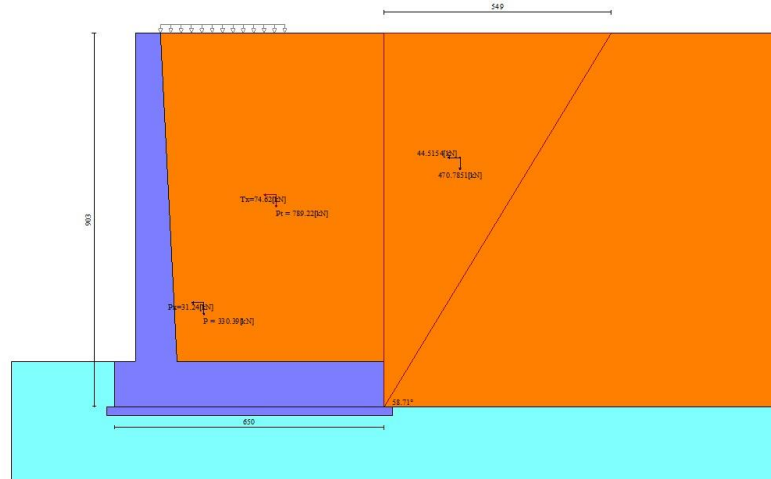 549
44.5154[kN]
470.7851[kN]
Tx=74.62[kN]
Pt = 789.22[kN]
903
Px=31.24[kN]
P = 330.39[kN]
58.71°
650